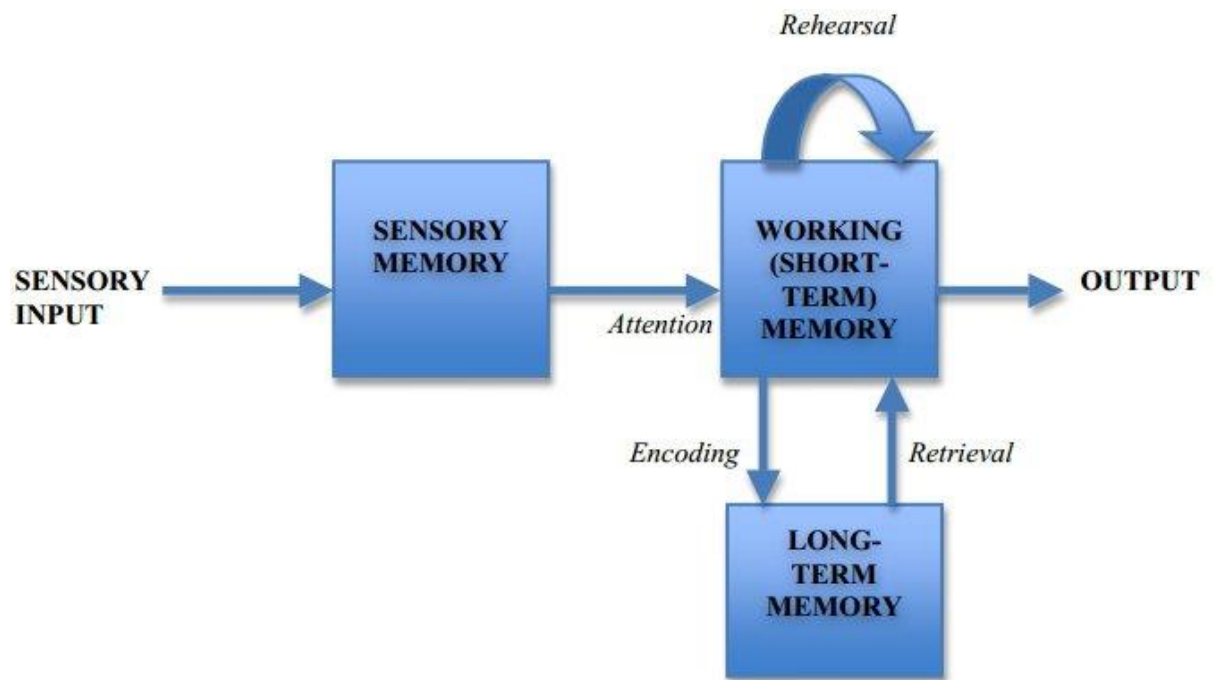 Rehearsal
SENSORY
INPUT
SENSORY
MEMORY
Attention
WORKING
(SHORT-
TERM)
MEMORY
OUTPUT
Encoding
Retrieval
LONG-
TERM
MEMORY